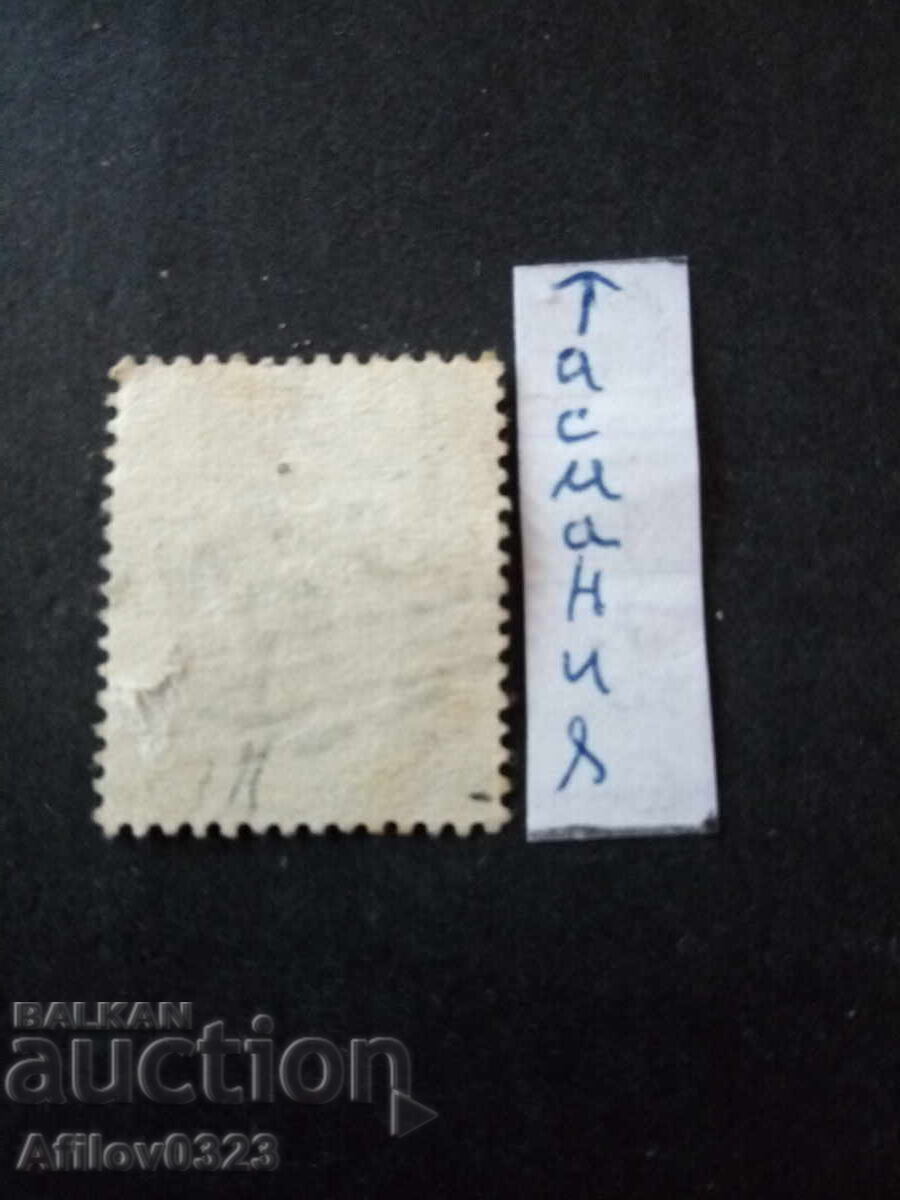 Тасмания
BALKAN
auction
Afilov0323